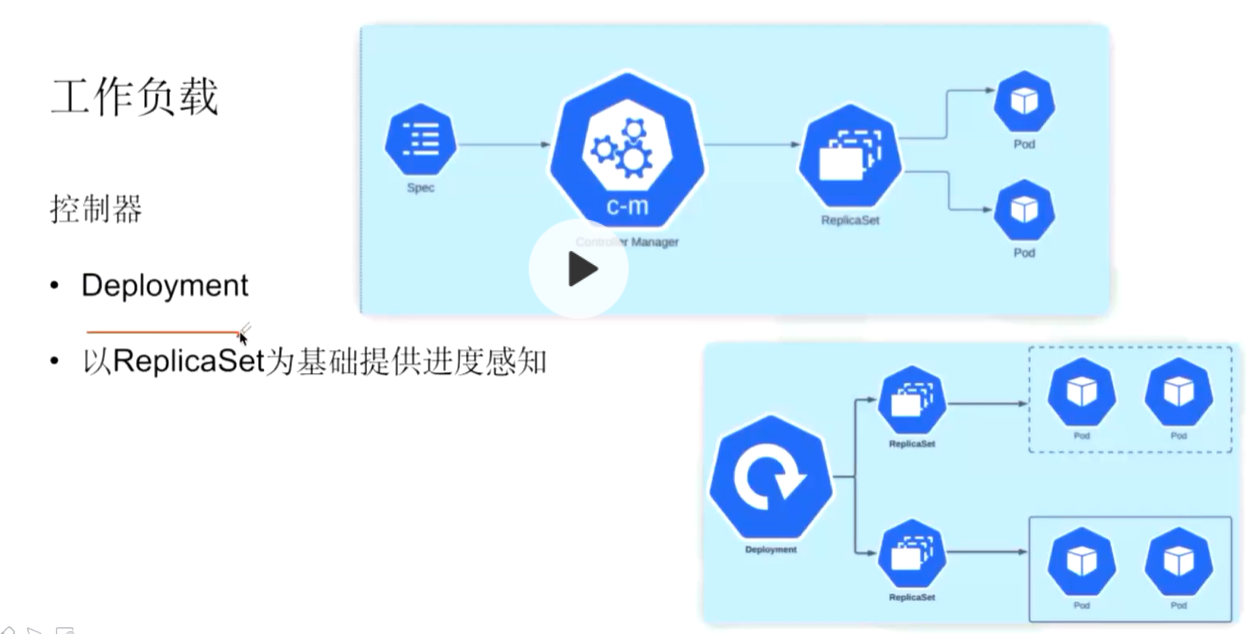 工作负载
控制器
• Deployment
• 以ReplicaSet为基础提供进度感知
Spec
c-m
Controller Manager
ReplicaSet
Pod
Pod
Deployment
ReplicaSet
Pod Pod
ReplicaSet
Pod Pod